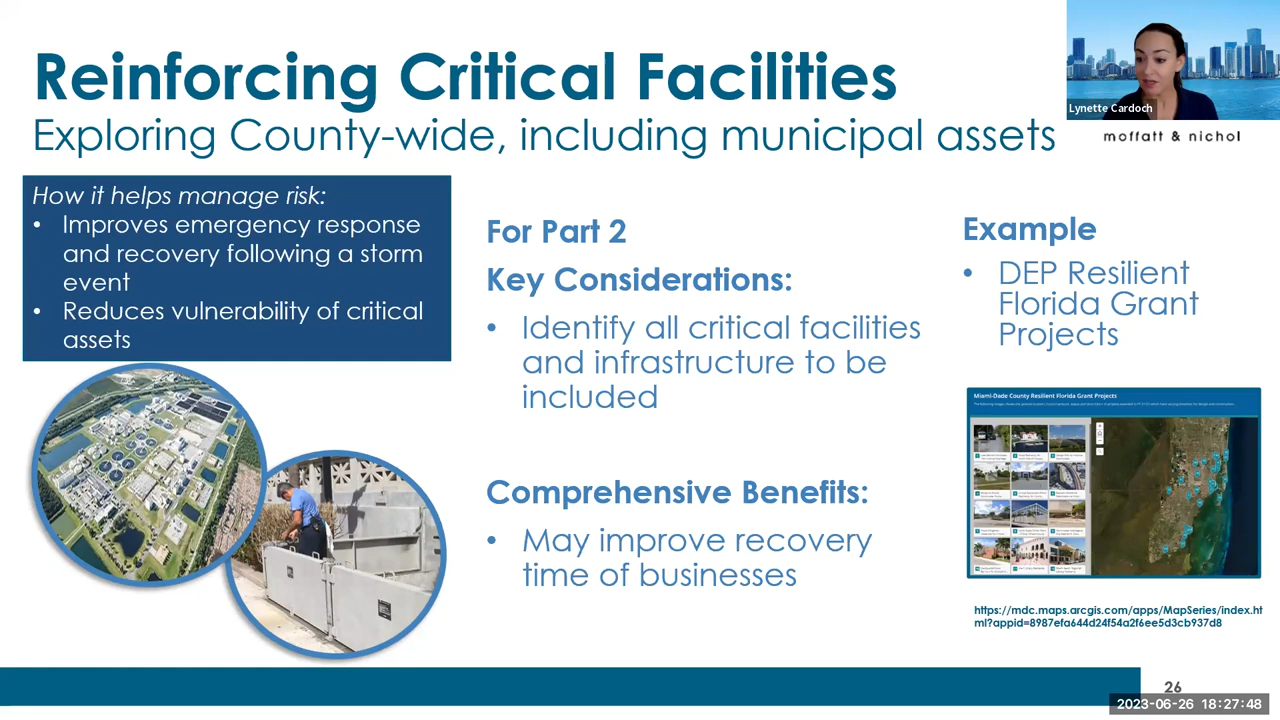 Reinforcing Critical Facilities
Exploring County-wide, including municipal assets
Lynette Cardoch
moffatt & nichol
How it helps manage risk:
• Improves emergency response
and recovery following a storm
event
• Reduces vulnerability of critical
assets
For Part 2
Key Considerations:
• Identify all critical facilities
and infrastructure to be
included
Comprehensive Benefits:
• May improve recovery
time of businesses
Example
• DEP Resilient
Florida Grant
Projects
Miami-Dade County Resilient Florida Grant Projects
https://mdc.maps.arcgis.com/apps/MapSeries/index.ht
ml?appid=8987efa644d24f54a2f6ee5d3cb937d8
26
2023-06-26 18:27:48